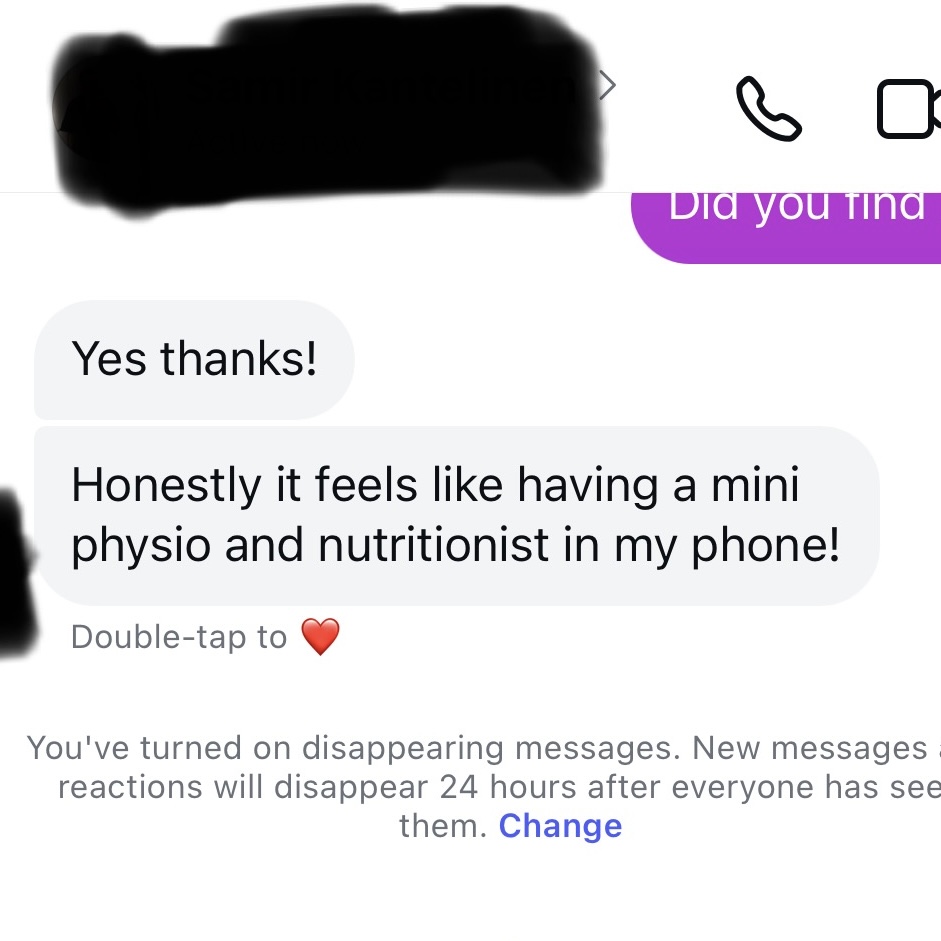 Did you find
Yes thanks!
Honestly it feels like having a mini
physio and nutritionist in my phone!
Double-tap to ❤️
You've turned on disappearing messages. New messages
reactions will disappear 24 hours after everyone has see
them. Change